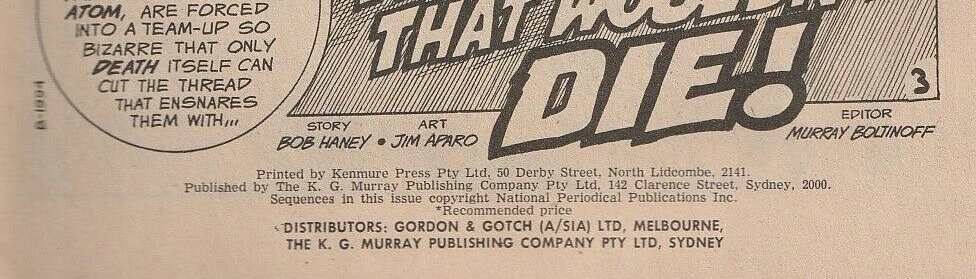 ATOM, ARE FORCED
INTO A TEAM-UP SO
BIZARRE THAT ONLY
DEATH ITSELF CAN
CUT THE THREAD
THAT ENSNARES
THEM WITH...
B-1994
THAT
DIE!
3
STORY
BOB HANEY • JIM APARO
ART
EDITOR
MURRAY BOLTINOFF
Printed by Kenmure Press Pty Ltd, 50 Derby Street, North Lidcombe, 2141.
Published by The K. G. Murray Publishing Company Pty Ltd, 142 Clarence Street, Sydney, 2000.
Sequences in this issue copyright National Periodical Publications Inc.
*Recommended price
DISTRIBUTORS: GORDON & GOTCH (A/SIA) LTD, MELBOURNE,
THE K. G. MURRAY PUBLISHING COMPANY PTY LTD, SYDNEY